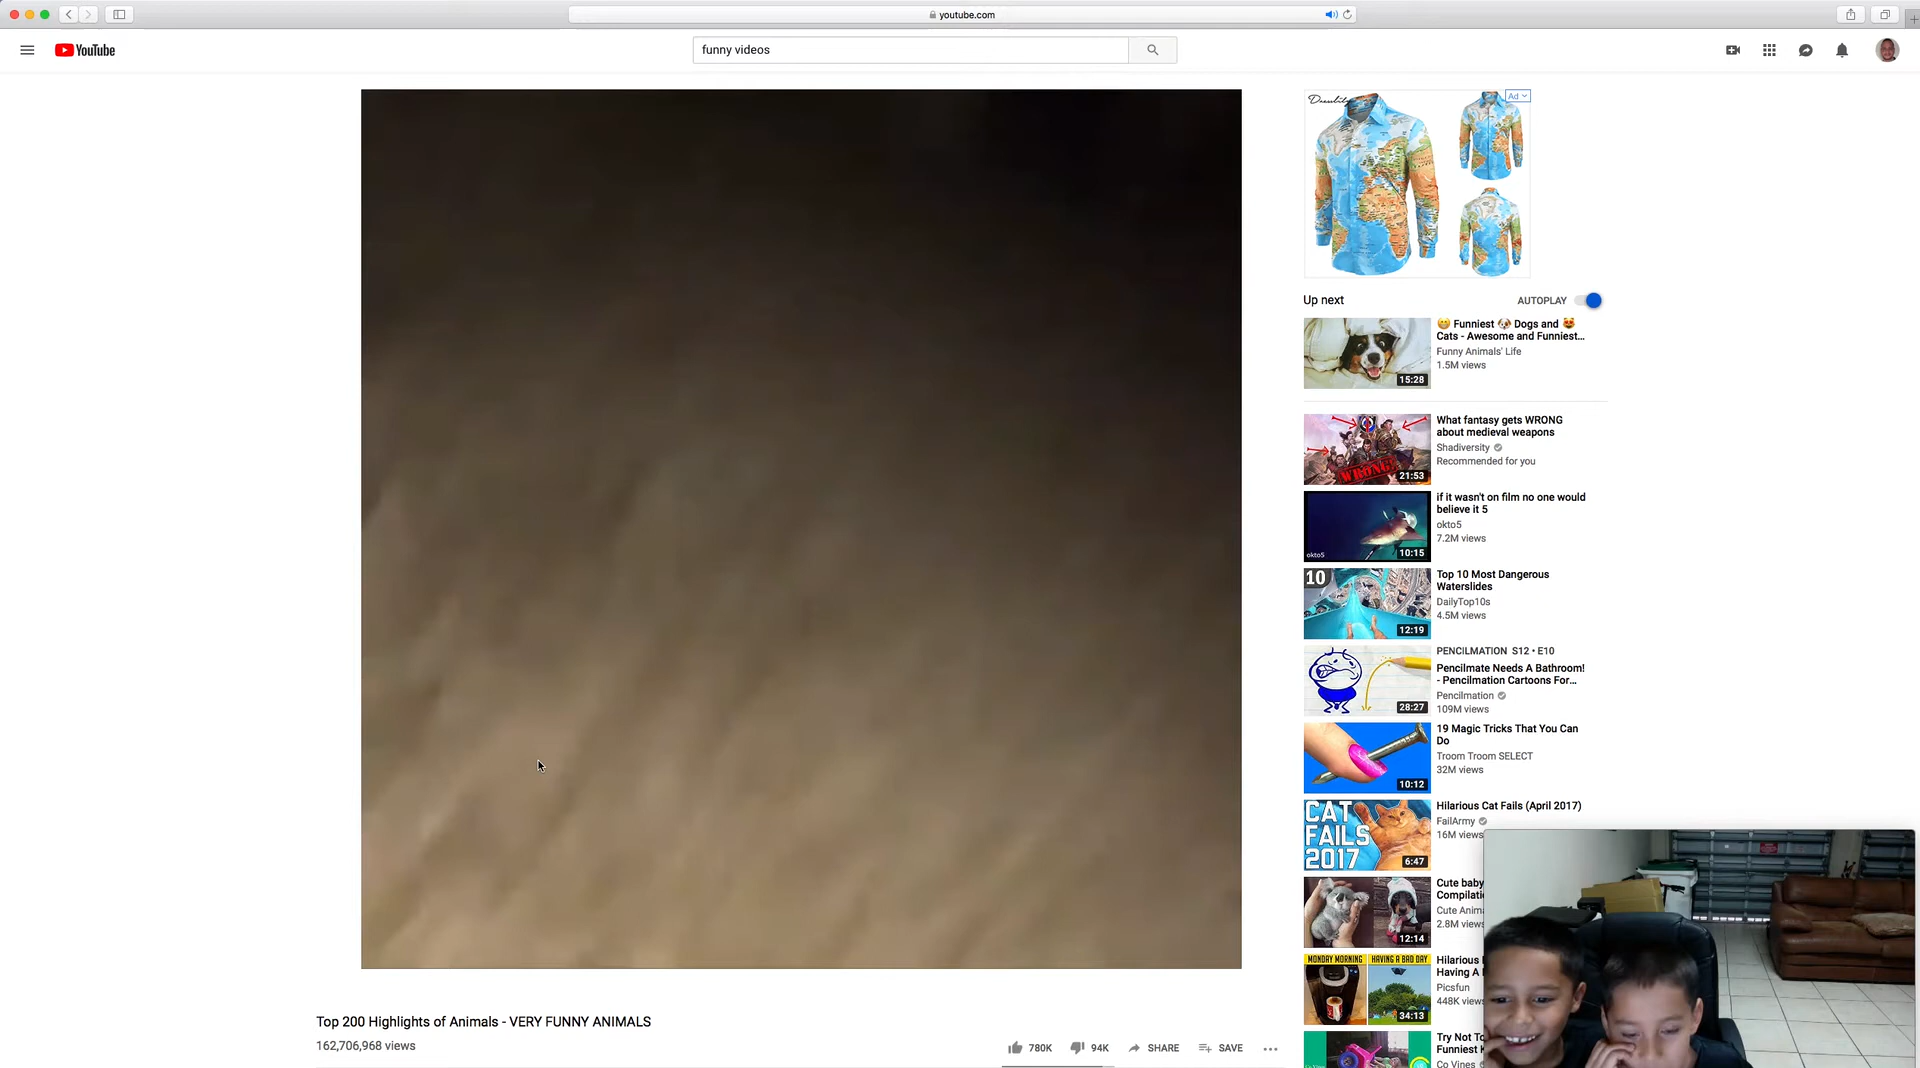 youtube.com
YouTube
funny videos
Dresslily
Ad
Up next
AUTOPLAY
Funniest Dogs and
Cats - Awesome and Funniest...
Funny Animals' Life
1.5M views
15:28
What fantasy gets WRONG
about medieval weapons
Shadiversity
Recommended for you
WRONG!
21:53
if it wasn't on film no one would
believe it 5
okto5
7.2M views
okto5
10:15
10
Top 10 Most Dangerous
Waterslides
DailyTop10s
4.5M views
12:19
PENCILMATION S12 • E10
Pencilmate Needs A Bathroom!
- Pencilmation Cartoons For...
Pencilmation
109M views
28:27
19 Magic Tricks That You Can
Do
Troom Troom SELECT
32M views
10:12
CAT
FAILS
2017
Hilarious Cat Fails (April 2017)
FailArmy
16M views
6:47
Cute baby
Compilati
Cute Anim
2.8M views
12:14
MONDAY MORNING
HAVING A BAD DAY
Hilarious
Having A
Picsfun
448K views
34:13
Try Not To
Funniest
Co Vines
Top 200 Highlights of Animals - VERY FUNNY ANIMALS
162,706,968 views
780K
94K
SHARE
SAVE